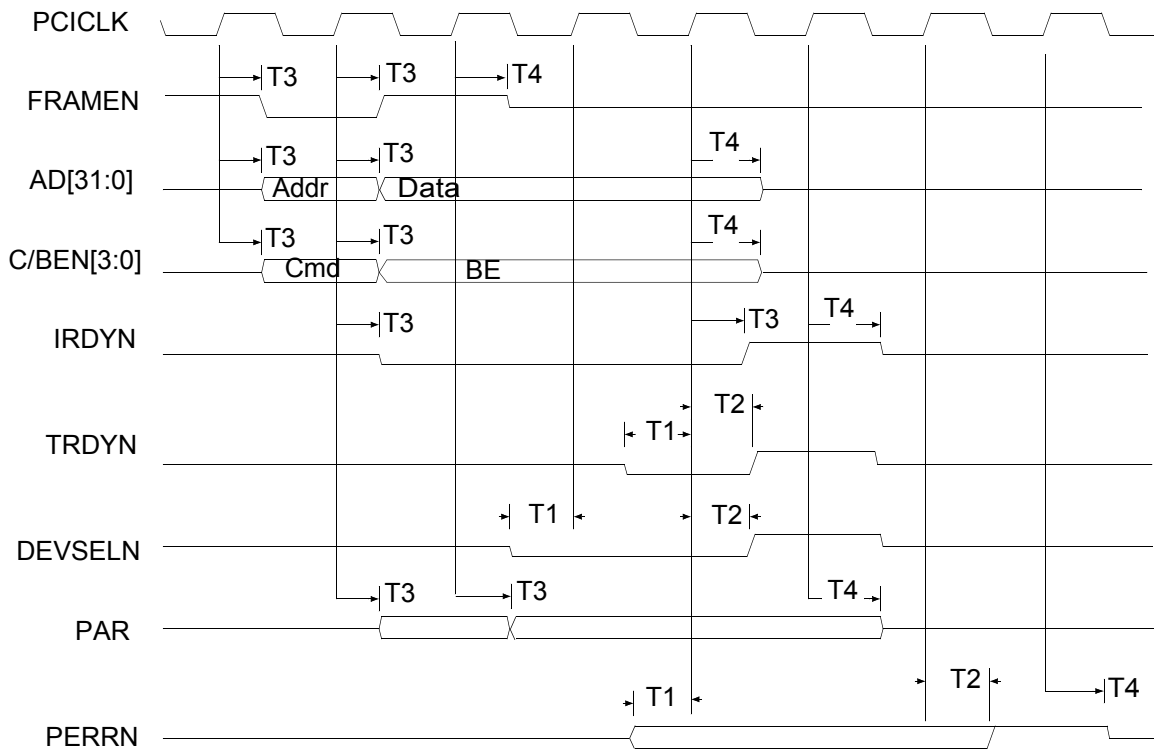 PCICLK
T3 T3 T4
FRAMEN
T3 T3 T4
AD[31:0]
Addr Data
T3 T3 T4
C/BEN[3:0]
Cmd BE
T3 T3 T4
IRDYN
T2
T1
TRDYN
T1 T2
DEVSELN
T3 T3 T4
PAR
T1 T2 T4
PERRN